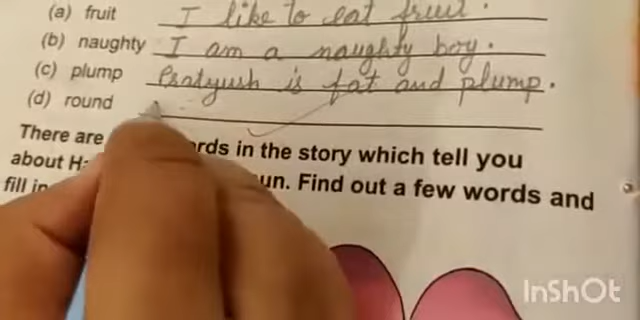 (a) fruit I like to eat fruit.
(b) naughty I am a naughty boy.
(c) plump Pratyush is fat and plump.
(d) round
There are rds in the story which tell you
about H un. Find out a few words and
fill in
InShOt